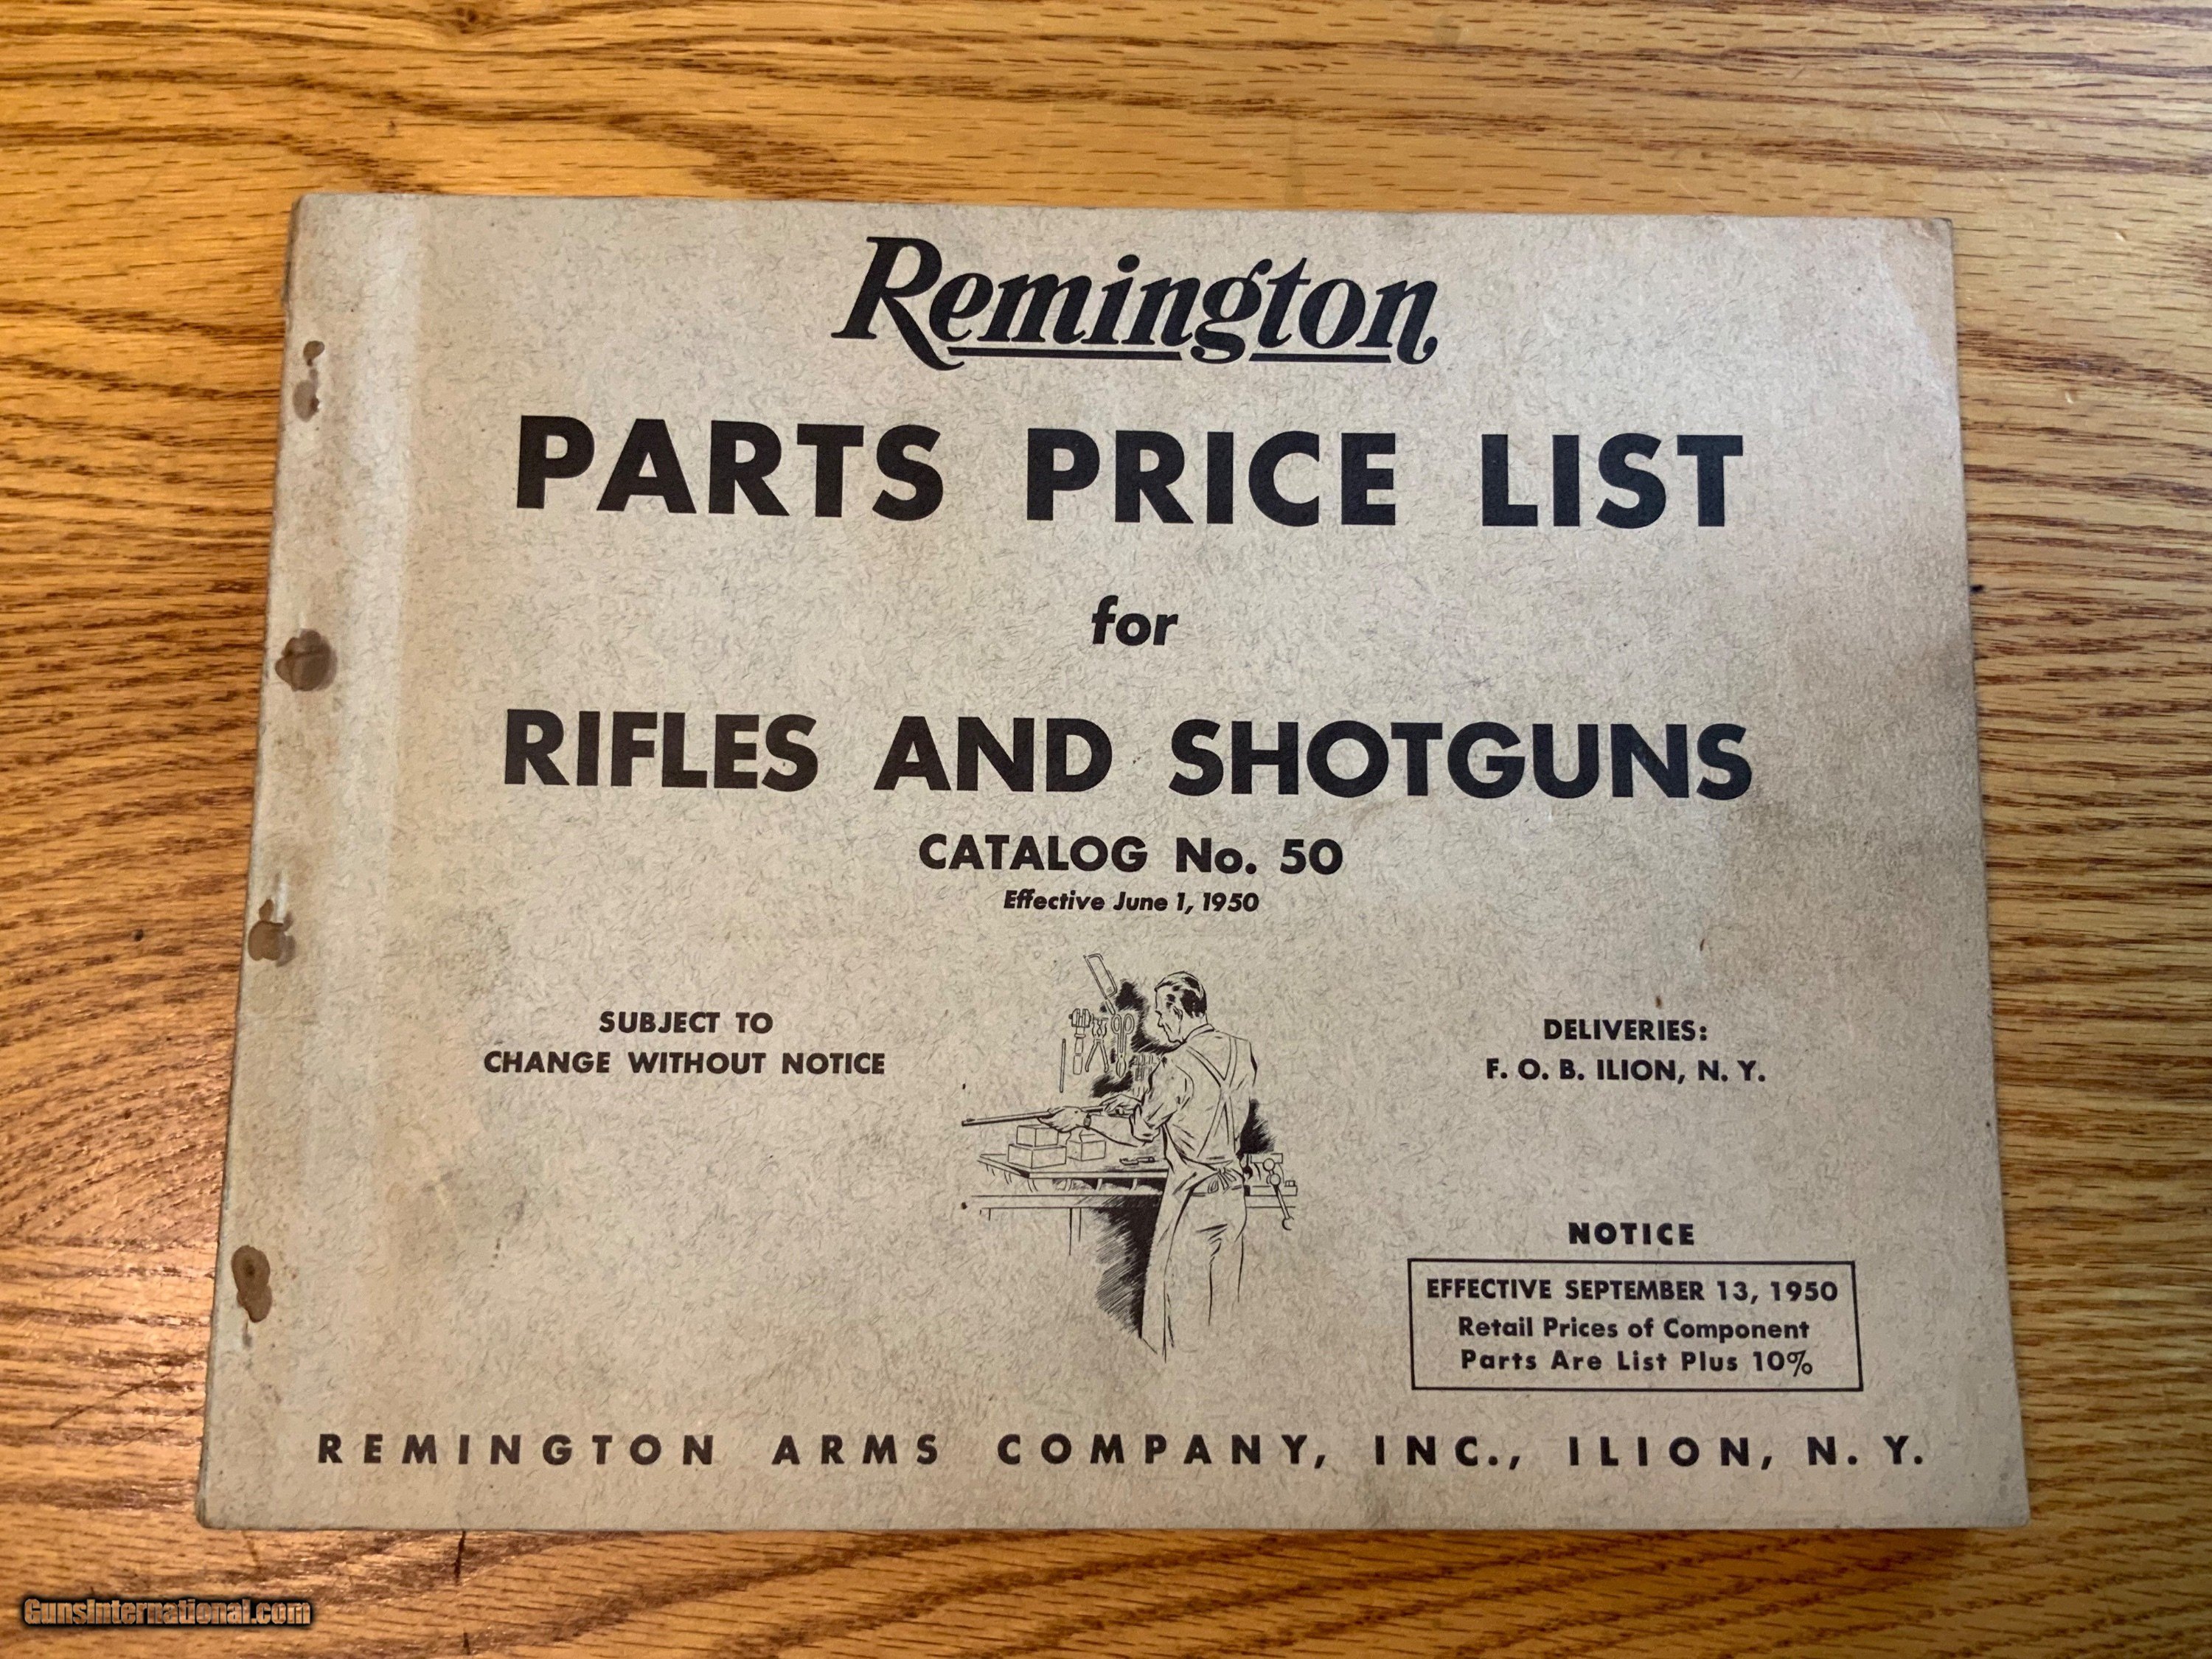 Remington
PARTS PRICE LIST
for
RIFLES AND SHOTGUNS
CATALOG No. 50
Effective June 1, 1950
SUBJECT TO
CHANGE WITHOUT NOTICE
DELIVERIES:
F. O. B. ILION, N. Y.
NOTICE
EFFECTIVE SEPTEMBER 13, 1950
Retail Prices of Component
Parts Are List Plus 10%
REMINGTON ARMS COMPANY, INC., ILION, N. Y.
GunsInternational.com